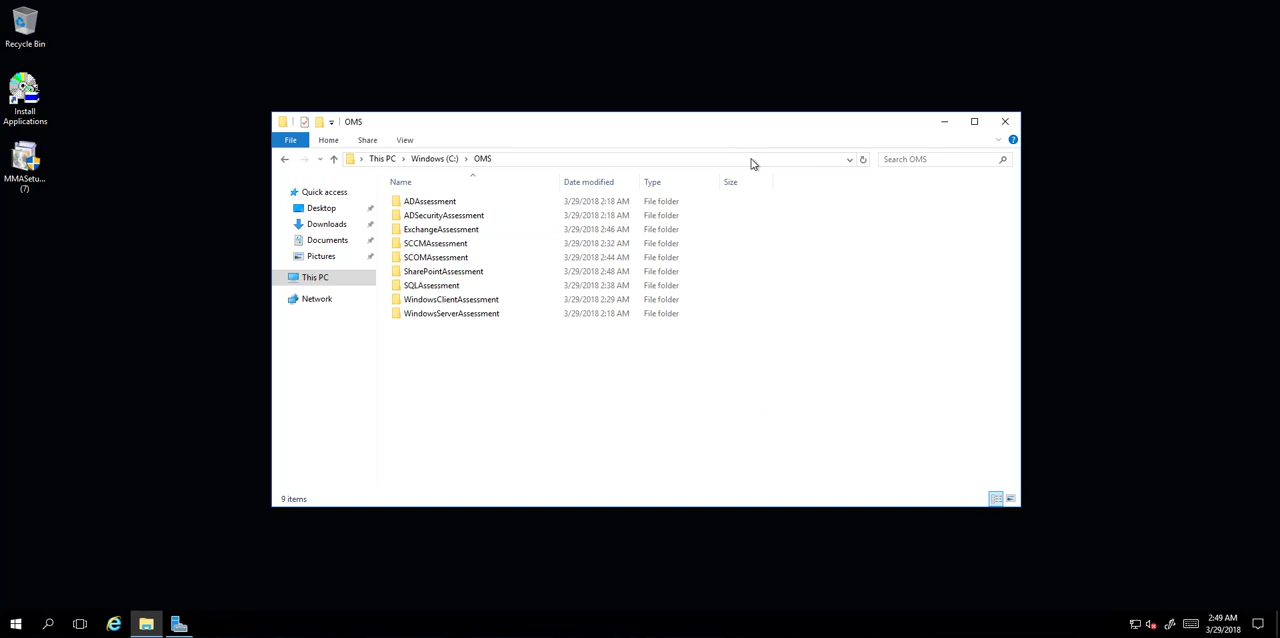 Recycle Bin
Install
Applications
MMASetu...
(7)
OMS
File Home Share View
This PC Windows (C:) OMS
Search OMS
Name Date modified Type Size
Quick access
Desktop
Downloads
Documents
Pictures
This PC
Network
ADAssessment 3/29/2018 2:18 AM File folder
ADSecurityAssessment 3/29/2018 2:18 AM File folder
ExchangeAssessment 3/29/2018 2:46 AM File folder
SCCMAssessment 3/29/2018 2:32 AM File folder
SCOMAssessment 3/29/2018 2:44 AM File folder
SharePointAssessment 3/29/2018 2:48 AM File folder
SQLAssessment 3/29/2018 2:38 AM File folder
WindowsClientAssessment 3/29/2018 2:29 AM File folder
WindowsServerAssessment 3/29/2018 2:18 AM File folder
9 items
2:49 AM
3/29/2018